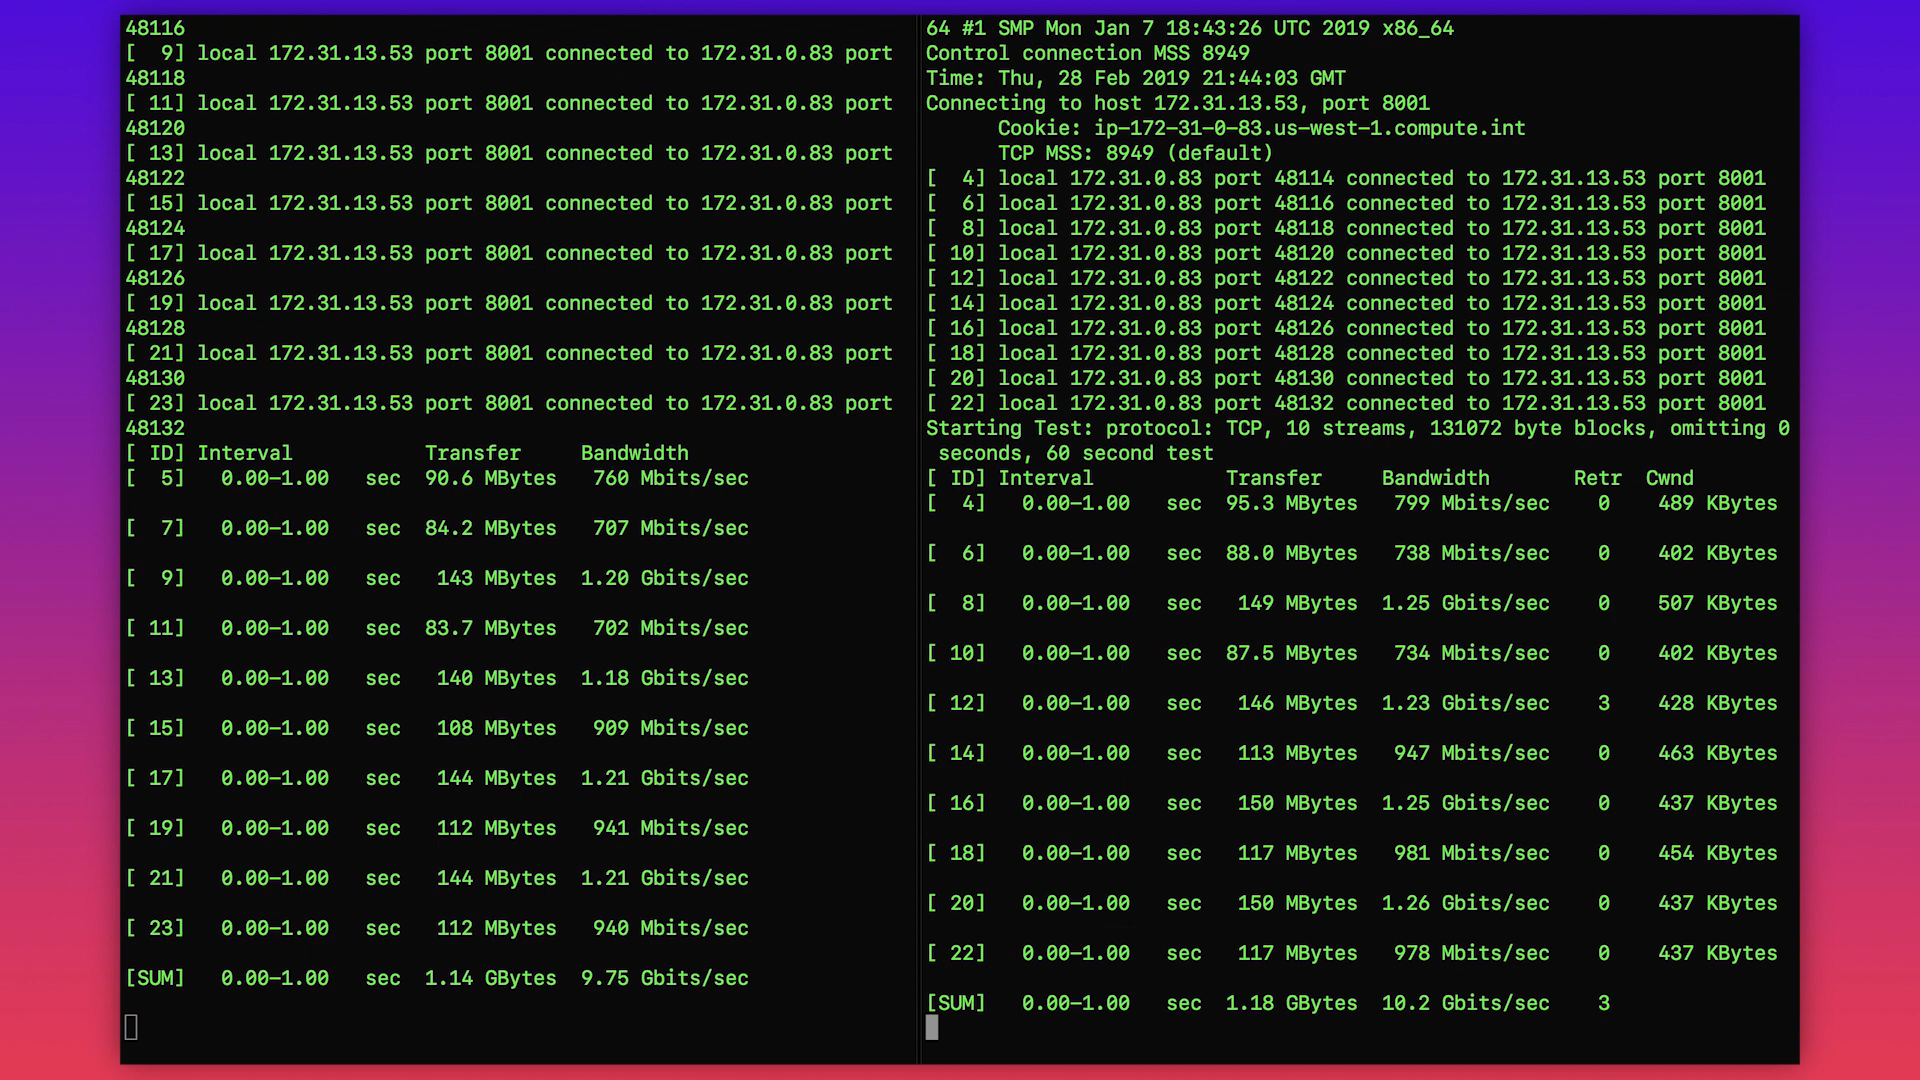 48116
[  9] local 172.31.13.53 port 8001 connected to 172.31.0.83 port
48118
[ 11] local 172.31.13.53 port 8001 connected to 172.31.0.83 port
48120
[ 13] local 172.31.13.53 port 8001 connected to 172.31.0.83 port
48122
[ 15] local 172.31.13.53 port 8001 connected to 172.31.0.83 port
48124
[ 17] local 172.31.13.53 port 8001 connected to 172.31.0.83 port
48126
[ 19] local 172.31.13.53 port 8001 connected to 172.31.0.83 port
48128
[ 21] local 172.31.13.53 port 8001 connected to 172.31.0.83 port
48130
[ 23] local 172.31.13.53 port 8001 connected to 172.31.0.83 port
48132
[ ID] Interval           Transfer     Bandwidth
[  5]   0.00-1.00   sec  90.6 MBytes   760 Mbits/sec
[  7]   0.00-1.00   sec  84.2 MBytes   707 Mbits/sec
[  9]   0.00-1.00   sec   143 MBytes  1.20 Gbits/sec
[ 11]   0.00-1.00   sec  83.7 MBytes   702 Mbits/sec
[ 13]   0.00-1.00   sec   140 MBytes  1.18 Gbits/sec
[ 15]   0.00-1.00   sec   108 MBytes   909 Mbits/sec
[ 17]   0.00-1.00   sec   144 MBytes  1.21 Gbits/sec
[ 19]   0.00-1.00   sec   112 MBytes   941 Mbits/sec
[ 21]   0.00-1.00   sec   144 MBytes  1.21 Gbits/sec
[ 23]   0.00-1.00   sec   112 MBytes   940 Mbits/sec
[SUM]   0.00-1.00   sec  1.14 GBytes  9.75 Gbits/sec
64 #1 SMP Mon Jan 7 18:43:26 UTC 2019 x86_64
Control connection MSS 8949
Time: Thu, 28 Feb 2019 21:44:03 GMT
Connecting to host 172.31.13.53, port 8001
      Cookie: ip-172-31-0-83.us-west-1.compute.int
      TCP MSS: 8949 (default)
[  4] local 172.31.0.83 port 48114 connected to 172.31.13.53 port 8001
[  6] local 172.31.0.83 port 48116 connected to 172.31.13.53 port 8001
[  8] local 172.31.0.83 port 48118 connected to 172.31.13.53 port 8001
[ 10] local 172.31.0.83 port 48120 connected to 172.31.13.53 port 8001
[ 12] local 172.31.0.83 port 48122 connected to 172.31.13.53 port 8001
[ 14] local 172.31.0.83 port 48124 connected to 172.31.13.53 port 8001
[ 16] local 172.31.0.83 port 48126 connected to 172.31.13.53 port 8001
[ 18] local 172.31.0.83 port 48128 connected to 172.31.13.53 port 8001
[ 20] local 172.31.0.83 port 48130 connected to 172.31.13.53 port 8001
[ 22] local 172.31.0.83 port 48132 connected to 172.31.13.53 port 8001
Starting Test: protocol: TCP, 10 streams, 131072 byte blocks, omitting 0
 seconds, 60 second test
[ ID] Interval           Transfer     Bandwidth       Retr  Cwnd
[  4]   0.00-1.00   sec  95.3 MBytes   799 Mbits/sec    0    489 KBytes
[  6]   0.00-1.00   sec  88.0 MBytes   738 Mbits/sec    0    402 KBytes
[  8]   0.00-1.00   sec   149 MBytes  1.25 Gbits/sec    0    507 KBytes
[ 10]   0.00-1.00   sec  87.5 MBytes   734 Mbits/sec    0    402 KBytes
[ 12]   0.00-1.00   sec   146 MBytes  1.23 Gbits/sec    3    428 KBytes
[ 14]   0.00-1.00   sec   113 MBytes   947 Mbits/sec    0    463 KBytes
[ 16]   0.00-1.00   sec   150 MBytes  1.25 Gbits/sec    0    437 KBytes
[ 18]   0.00-1.00   sec   117 MBytes   981 Mbits/sec    0    454 KBytes
[ 20]   0.00-1.00   sec   150 MBytes  1.26 Gbits/sec    0    437 KBytes
[ 22]   0.00-1.00   sec   117 MBytes   978 Mbits/sec    0    437 KBytes
[SUM]   0.00-1.00   sec  1.18 GBytes  10.2 Gbits/sec    3